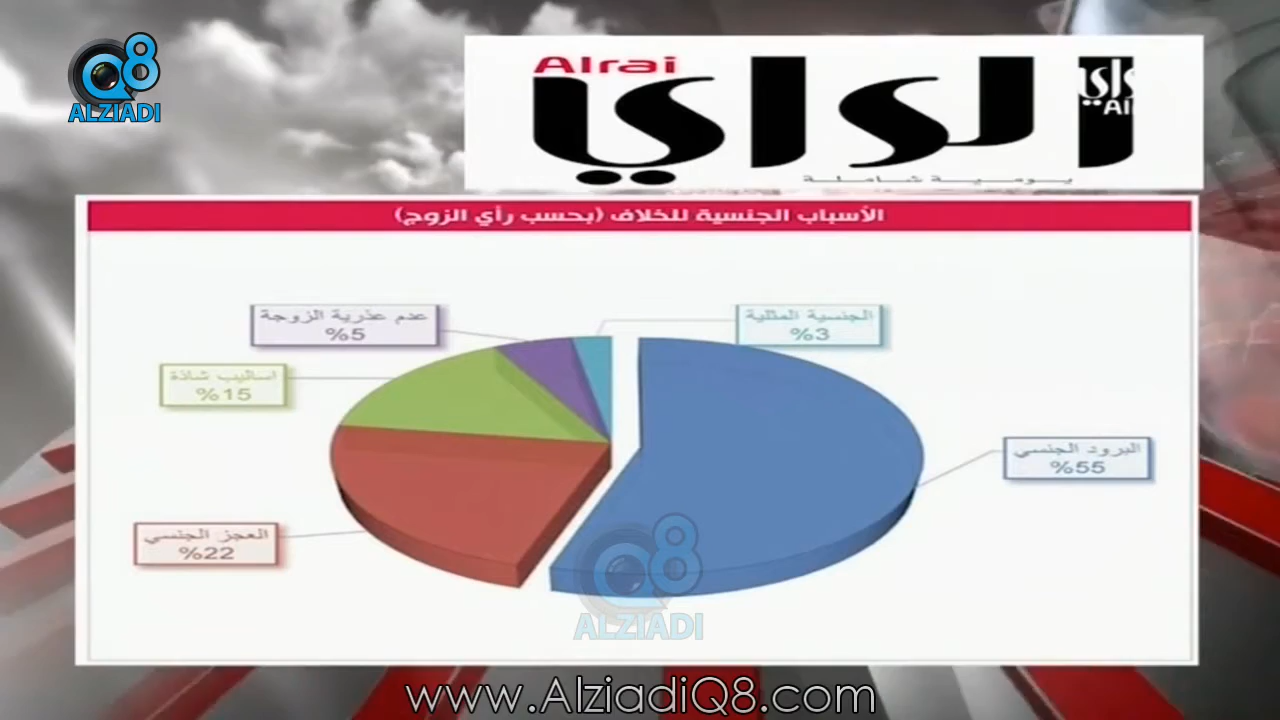 Q8
ALZIADI
Alrai
الراي
يومية شاملة
الأسباب الجنسية للخلاف (بحسب رأي الزوج)
عدم عذرية الزوجة
%5
الجنسية المثلية
%3
اساليب شاذة
%15
البرود الجنسي
%55
العجز الجنسي
%22
Q8
ALZIADI
www.AlziadiQ8.com